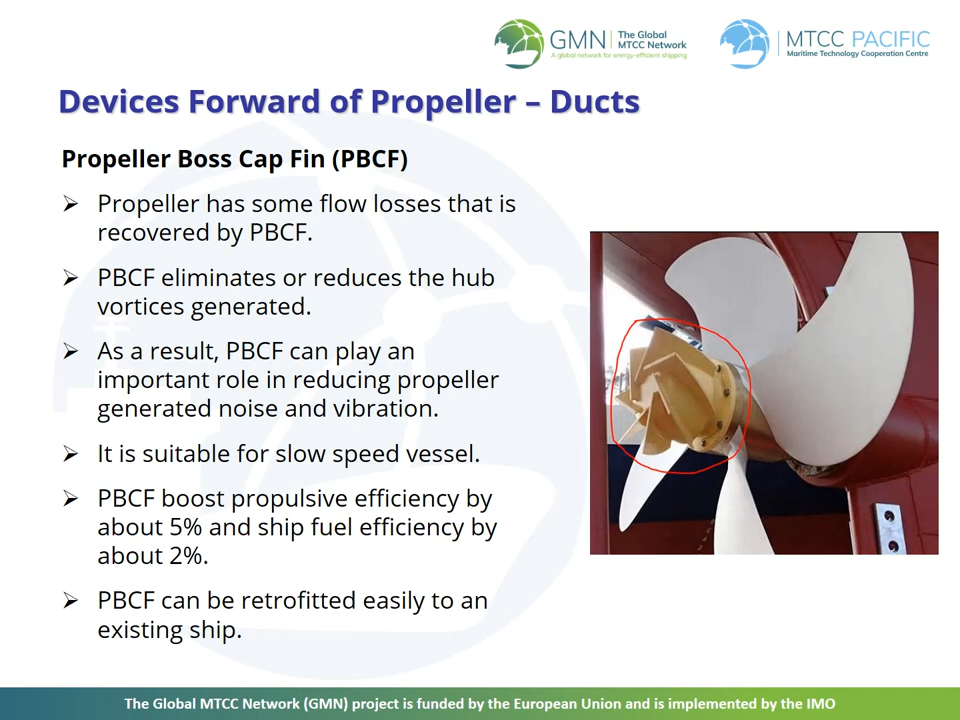 GMN
The Global
MTCC Network
A global network for energy-efficient shipping
MTCC PACIFIC
Maritime Technology Cooperation Centre
Devices Forward of Propeller – Ducts
Propeller Boss Cap Fin (PBCF)
Propeller has some flow losses that is
recovered by PBCF.
PBCF eliminates or reduces the hub
vortices generated.
As a result, PBCF can play an
important role in reducing propeller
generated noise and vibration.
It is suitable for slow speed vessel.
PBCF boost propulsive efficiency by
about 5% and ship fuel efficiency by
about 2%.
PBCF can be retrofitted easily to an
existing ship.
The Global MTCC Network (GMN) project is funded by the European Union and is implemented by the IMO